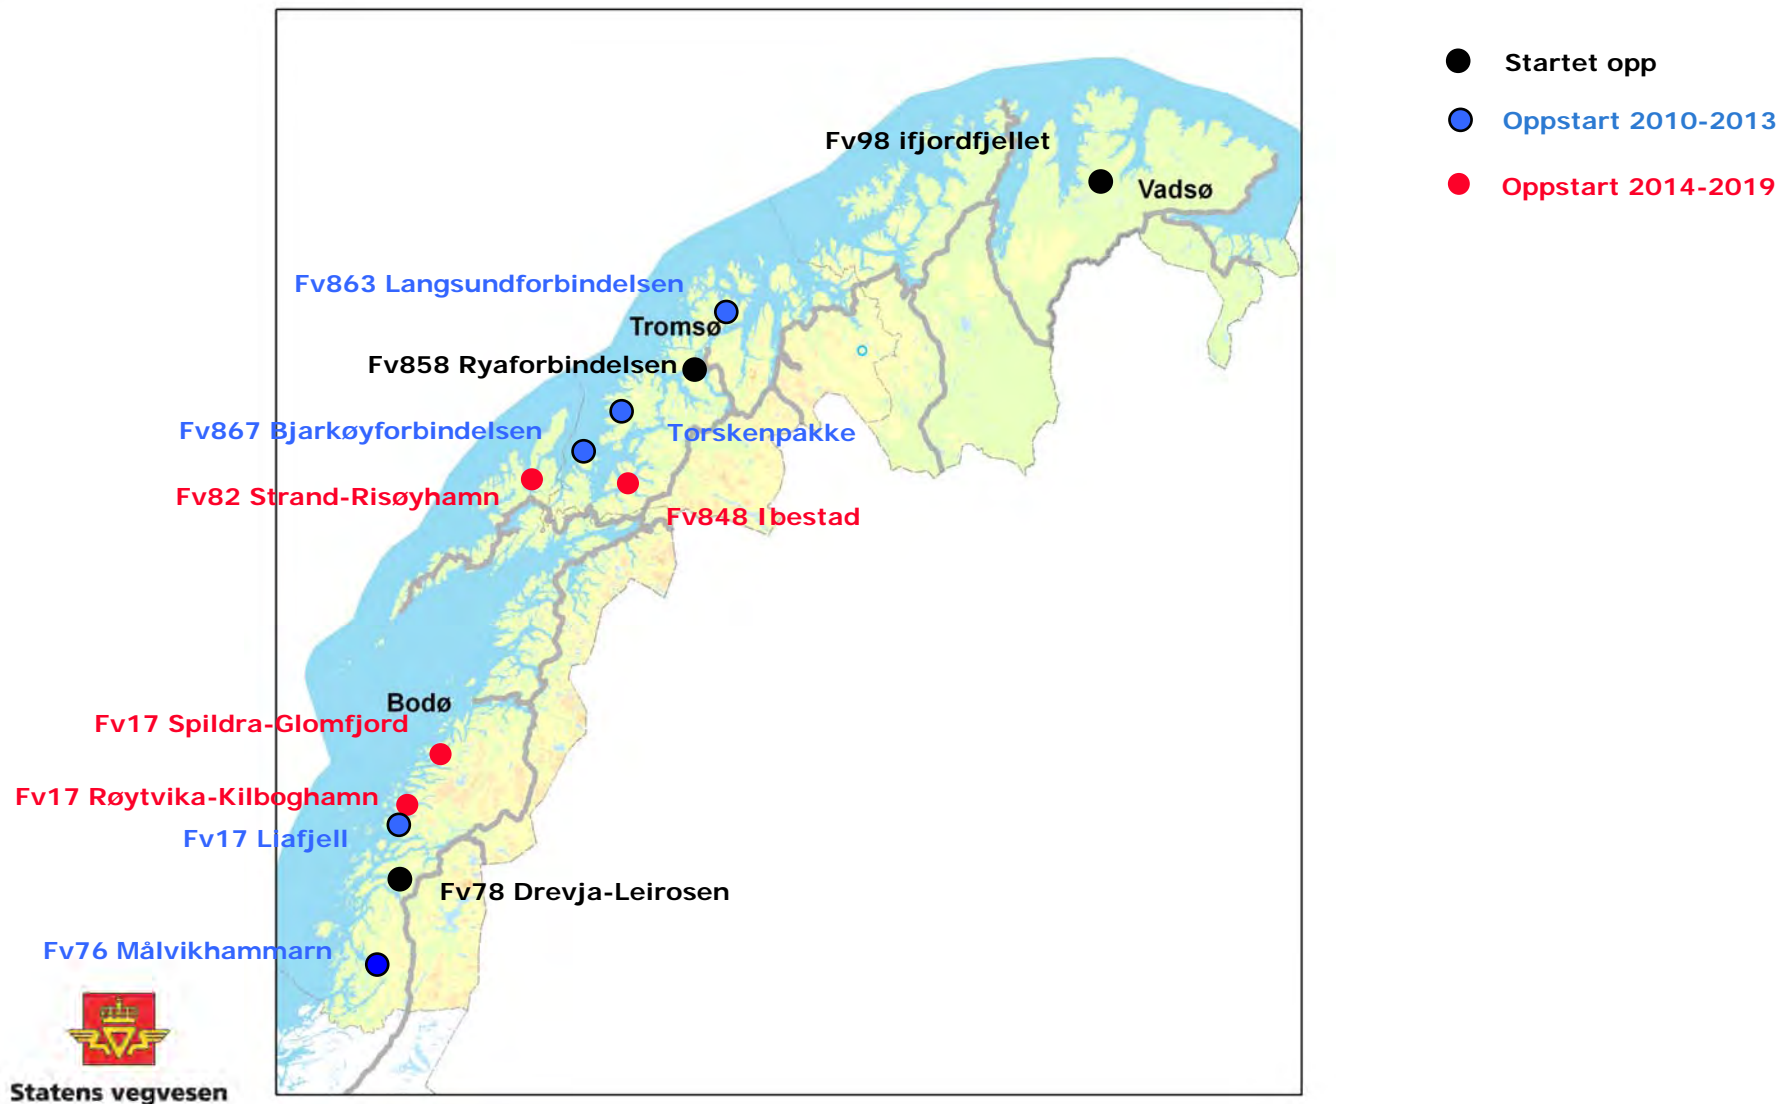 Startet opp
Oppstart 2010-2013
Oppstart 2014-2019
Fv98 ifjordfjellet
Vadsø
Fv863 Langsundforbindelsen
Tromsø
Fv858 Ryaforbindelsen
Fv867 Bjarkøyforbindelsen
Torskenpakke
Fv82 Strand-Risøyhamn
Fv848 Ibestad
Bodø
Fv17 Spildra-Glomfjord
Fv17 Røytvika-Kilboghamn
Fv17 Liafjell
Fv78 Drevja-Leirosen
Fv76 Målvikhammarn
Statens vegvesen